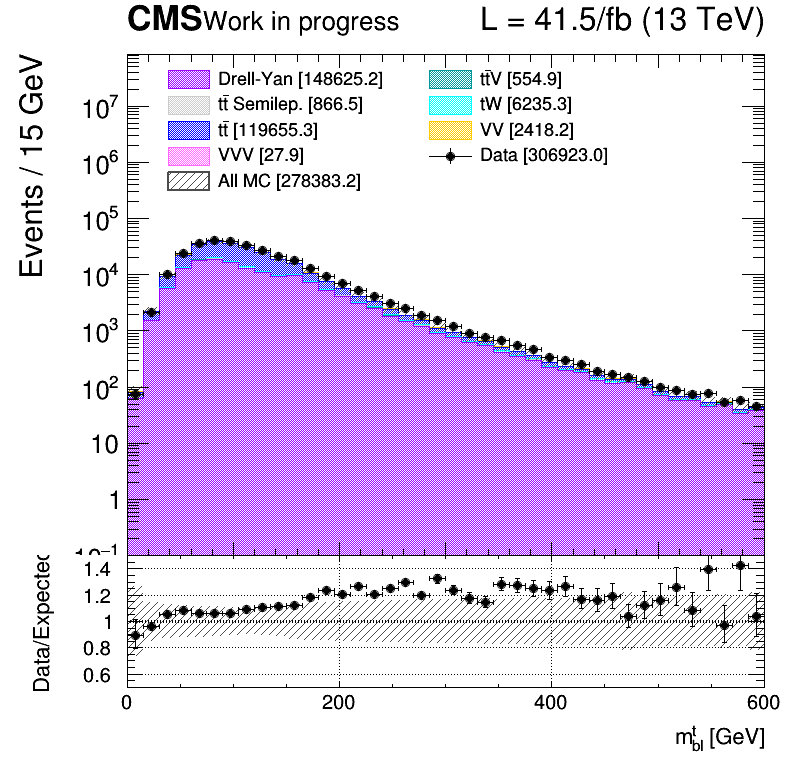 CMS Work in progress L = 41.5/fb (13 TeV)
Events / 15 GeV
Drell-Yan [148625.2]
tt̄ Semilep. [866.5]
tt̄ [119655.3]
VVV [27.9]
All MC [278383.2]
tt̄V [554.9]
tW [6235.3]
VV [2418.2]
Data [306923.0]
10⁷
10⁶
10⁵
10⁴
10³
10²
10
1
10⁻¹
Data/Expected
1.4
1.2
1
0.8
0.6
0 200 400 600
mᵗbl [GeV]